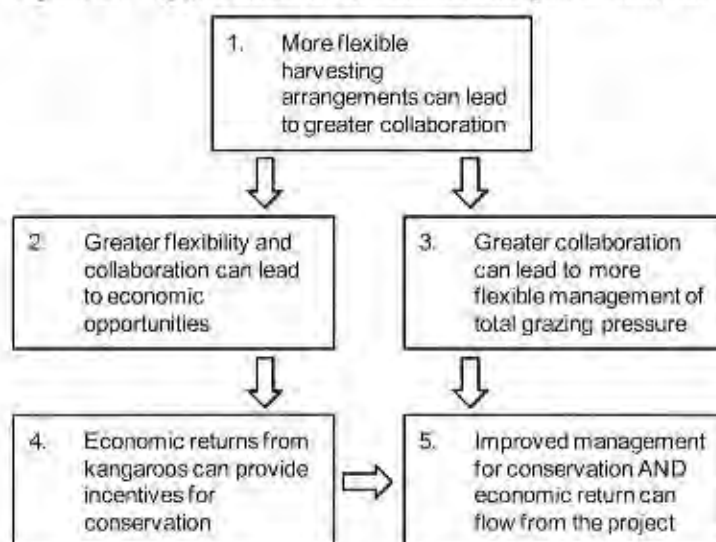 1. More flexible
harvesting
arrangements can lead
to greater collaboration
2. Greater flexibility and
collaboration can lead
to economic
opportunities
3. Greater collaboration
can lead to more
flexible management of
total grazing pressure
4. Economic returns from
kangaroos can provide
incentives for
conservation
5. Improved management
for conservation AND
economic return can
flow from the project